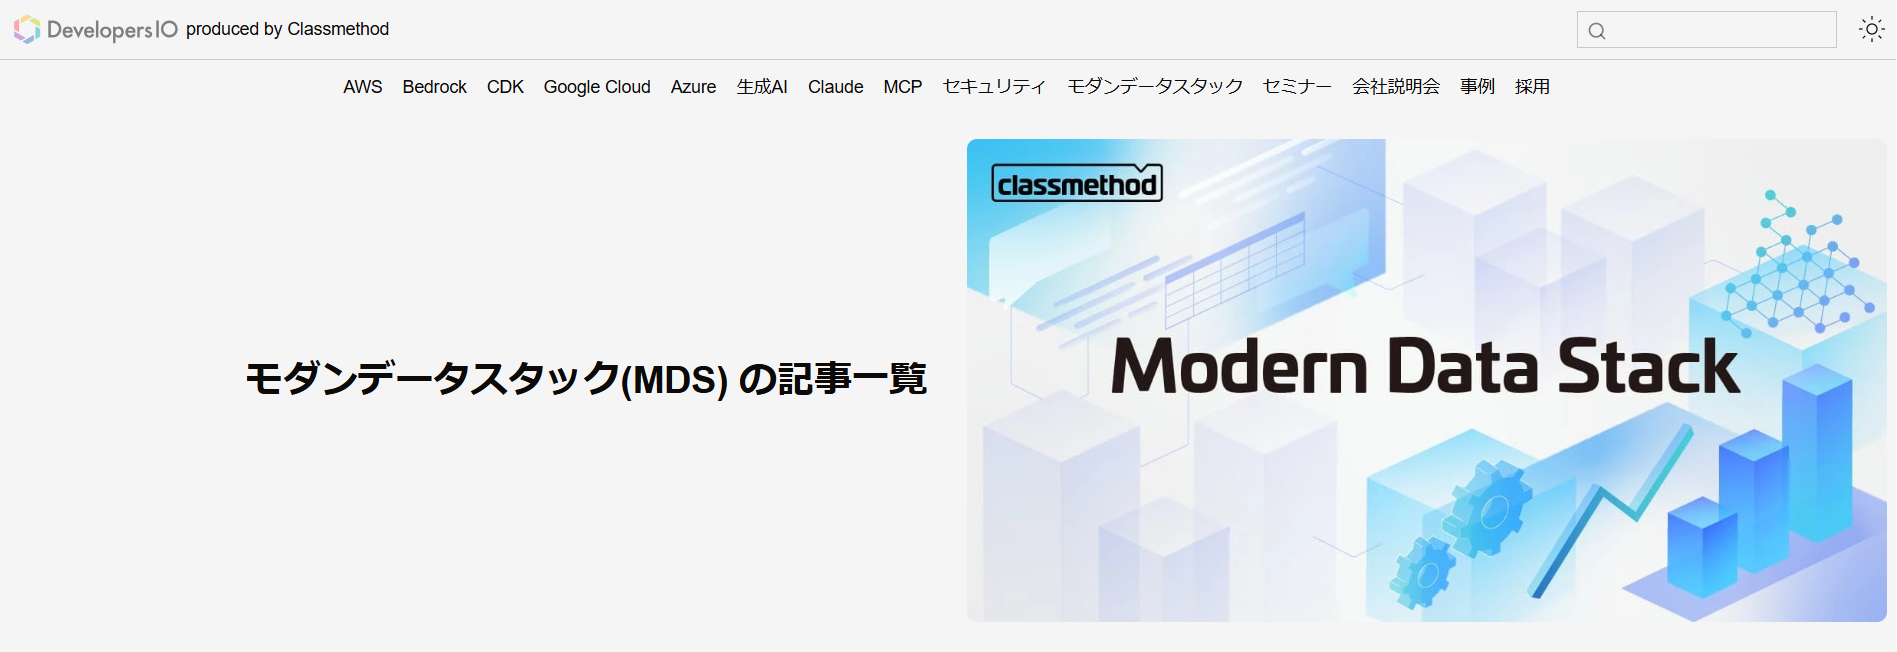 DevelopersIO produced by Classmethod
AWS Bedrock CDK Google Cloud Azure 生成AI Claude MCP セキュリティ モダンデータスタック セミナー 会社説明会 事例 採用
classmethod
モダンデータスタック(MDS) の記事一覧
Modern Data Stack